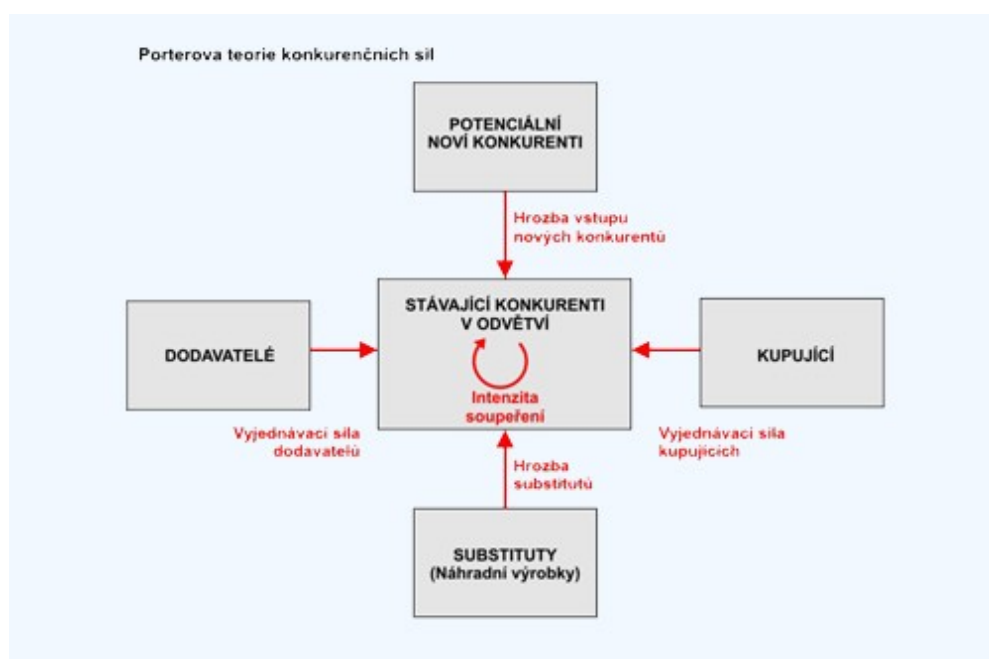 Porterova teorie konkurenčních sil
POTENCIÁLNÍ
NOVÍ KONKURENTI
Hrozba vstupu
nových konkurentů
STÁVAJÍCÍ KONKURENTI
V ODVĚTVÍ
Intenzita
soupeření
DODAVATELÉ
Vyjednávací síla
dodavatelů
KUPUJÍCÍ
Vyjednávací síla
kupujících
Hrozba
substitutů
SUBSTITUTY
(Náhradní výrobky)